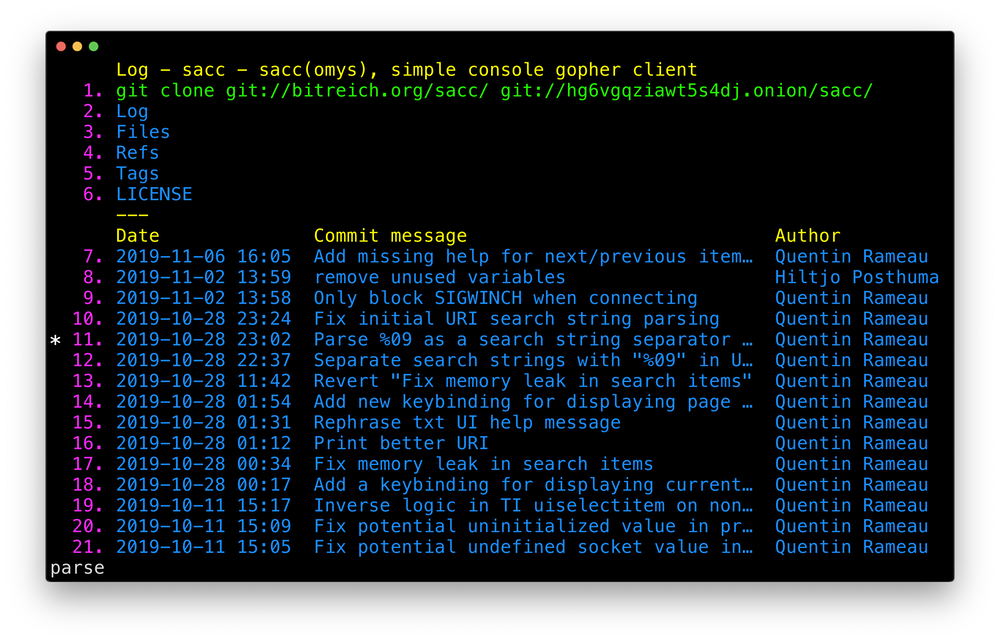 Log - sacc - sacc(omys), simple console gopher client
1. git clone git://bitreich.org/sacc/ git://hg6vgqziawt5s4dj.onion/sacc/
2. Log
3. Files
4. Refs
5. Tags
6. LICENSE
---
Date Commit message Author
7. 2019-11-06 16:05 Add missing help for next/previous item… Quentin Rameau
8. 2019-11-02 13:59 remove unused variables Hiltjo Posthuma
9. 2019-11-02 13:58 Only block SIGWINCH when connecting Quentin Rameau
10. 2019-10-28 23:24 Fix initial URI search string parsing Quentin Rameau
* 11. 2019-10-28 23:02 Parse %09 as a search string separator … Quentin Rameau
12. 2019-10-28 22:37 Separate search strings with "%09" in U… Quentin Rameau
13. 2019-10-28 11:42 Revert "Fix memory leak in search items" Quentin Rameau
14. 2019-10-28 01:54 Add new keybinding for displaying page … Quentin Rameau
15. 2019-10-28 01:31 Rephrase txt UI help message Quentin Rameau
16. 2019-10-28 01:12 Print better URI Quentin Rameau
17. 2019-10-28 00:34 Fix memory leak in search items Quentin Rameau
18. 2019-10-28 00:17 Add a keybinding for displaying current… Quentin Rameau
19. 2019-10-11 15:17 Inverse logic in TI uiselectitem on non… Quentin Rameau
20. 2019-10-11 15:09 Fix potential uninitialized value in pr… Quentin Rameau
21. 2019-10-11 15:05 Fix potential undefined socket value in… Quentin Rameau
parse